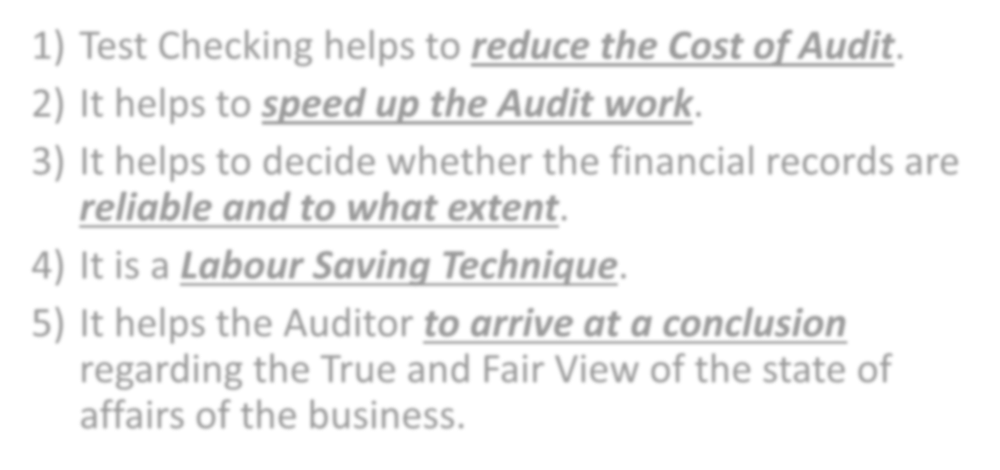 1) Test Checking helps to reduce the Cost of Audit.
2) It helps to speed up the Audit work.
3) It helps to decide whether the financial records are
reliable and to what extent.
4) It is a Labour Saving Technique.
5) It helps the Auditor to arrive at a conclusion
regarding the True and Fair View of the state of
affairs of the business.